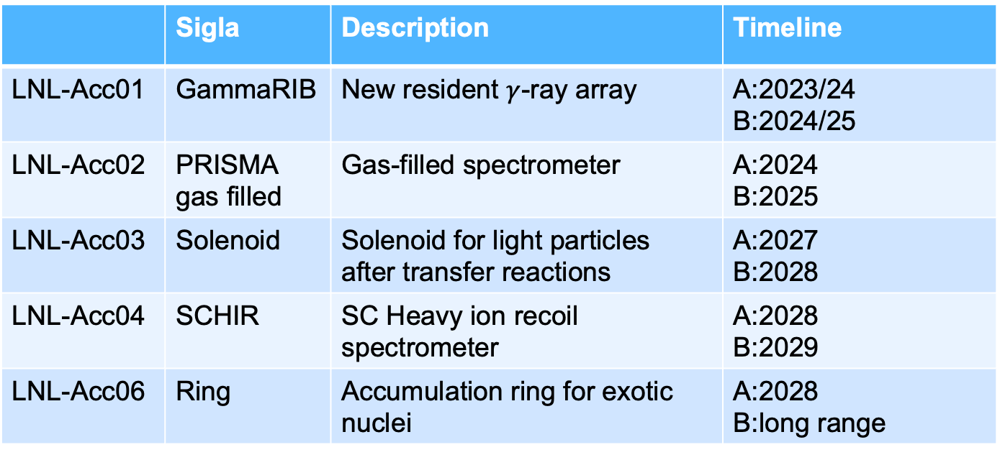 Sigla Description Timeline
LNL-Acc01 GammaRIB New resident γ-ray array A:2023/24
B:2024/25
LNL-Acc02 PRISMA Gas-filled spectrometer A:2024
gas filled B:2025
LNL-Acc03 Solenoid Solenoid for light particles A:2027
after transfer reactions B:2028
LNL-Acc04 SCHIR SC Heavy ion recoil A:2028
spectrometer B:2029
LNL-Acc06 Ring Accumulation ring for exotic A:2028
nuclei B:long range